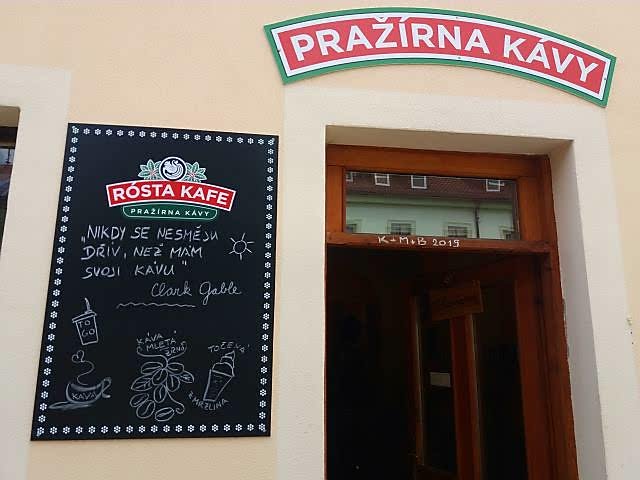 PRAŽÍRNA KÁVY
RÓSTA KAFE
PRAŽÍRNA KÁVY
„NIKDY SE NESMĚJU
DŘÍV, NEŽ MÁM
SVOJI KÁVU"
Clark Gable
TO
GO
KÁVA
KÁVA
MLETÁ
ZRNO
TOČENÁ
ZMRZLINA
K+M+B 2019